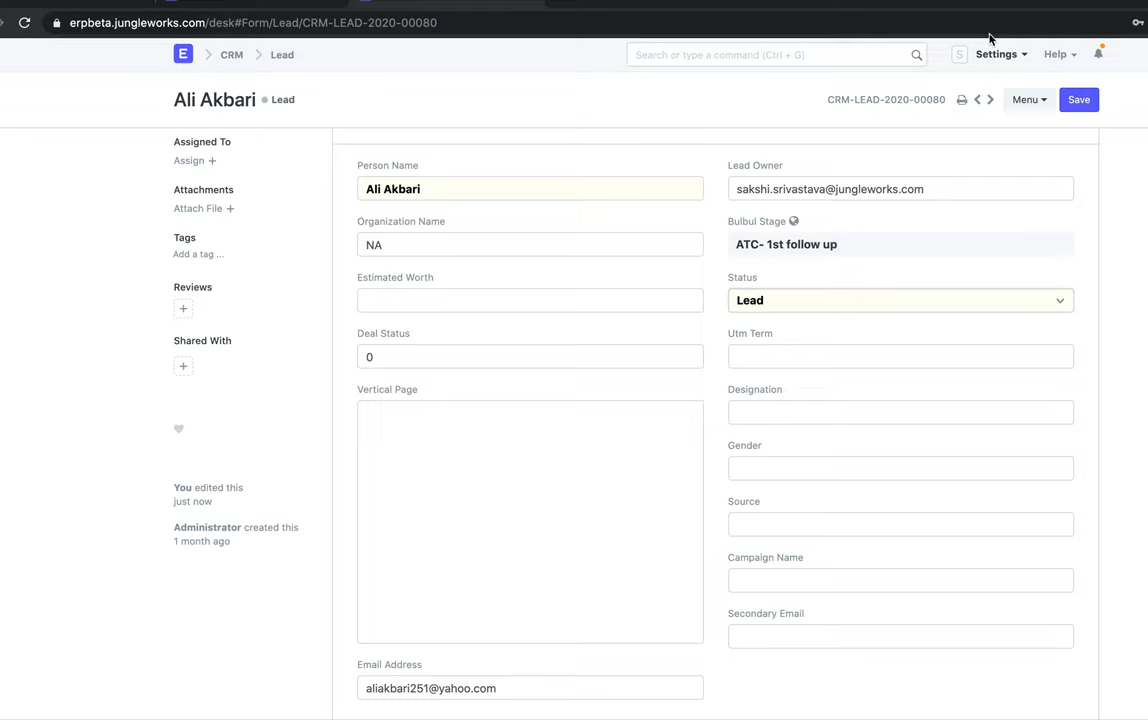 erpbeta.jungleworks.com/desk#Form/Lead/CRM-LEAD-2020-00080
E CRM Lead
Search or type a command (Ctrl + G)
S Settings Help
Ali Akbari Lead
CRM-LEAD-2020-00080
Menu Save
Assigned To
Assign +
Attachments
Attach File +
Tags
Add a tag ...
Reviews
+
Shared With
+
You edited this
just now
Administrator created this
1 month ago
Person Name
Ali Akbari
Organization Name
NA
Estimated Worth
Deal Status
0
Vertical Page
Email Address
aliakbari251@yahoo.com
Lead Owner
sakshi.srivastava@jungleworks.com
Bulbul Stage
ATC- 1st follow up
Status
Lead
Utm Term
Designation
Gender
Source
Campaign Name
Secondary Email